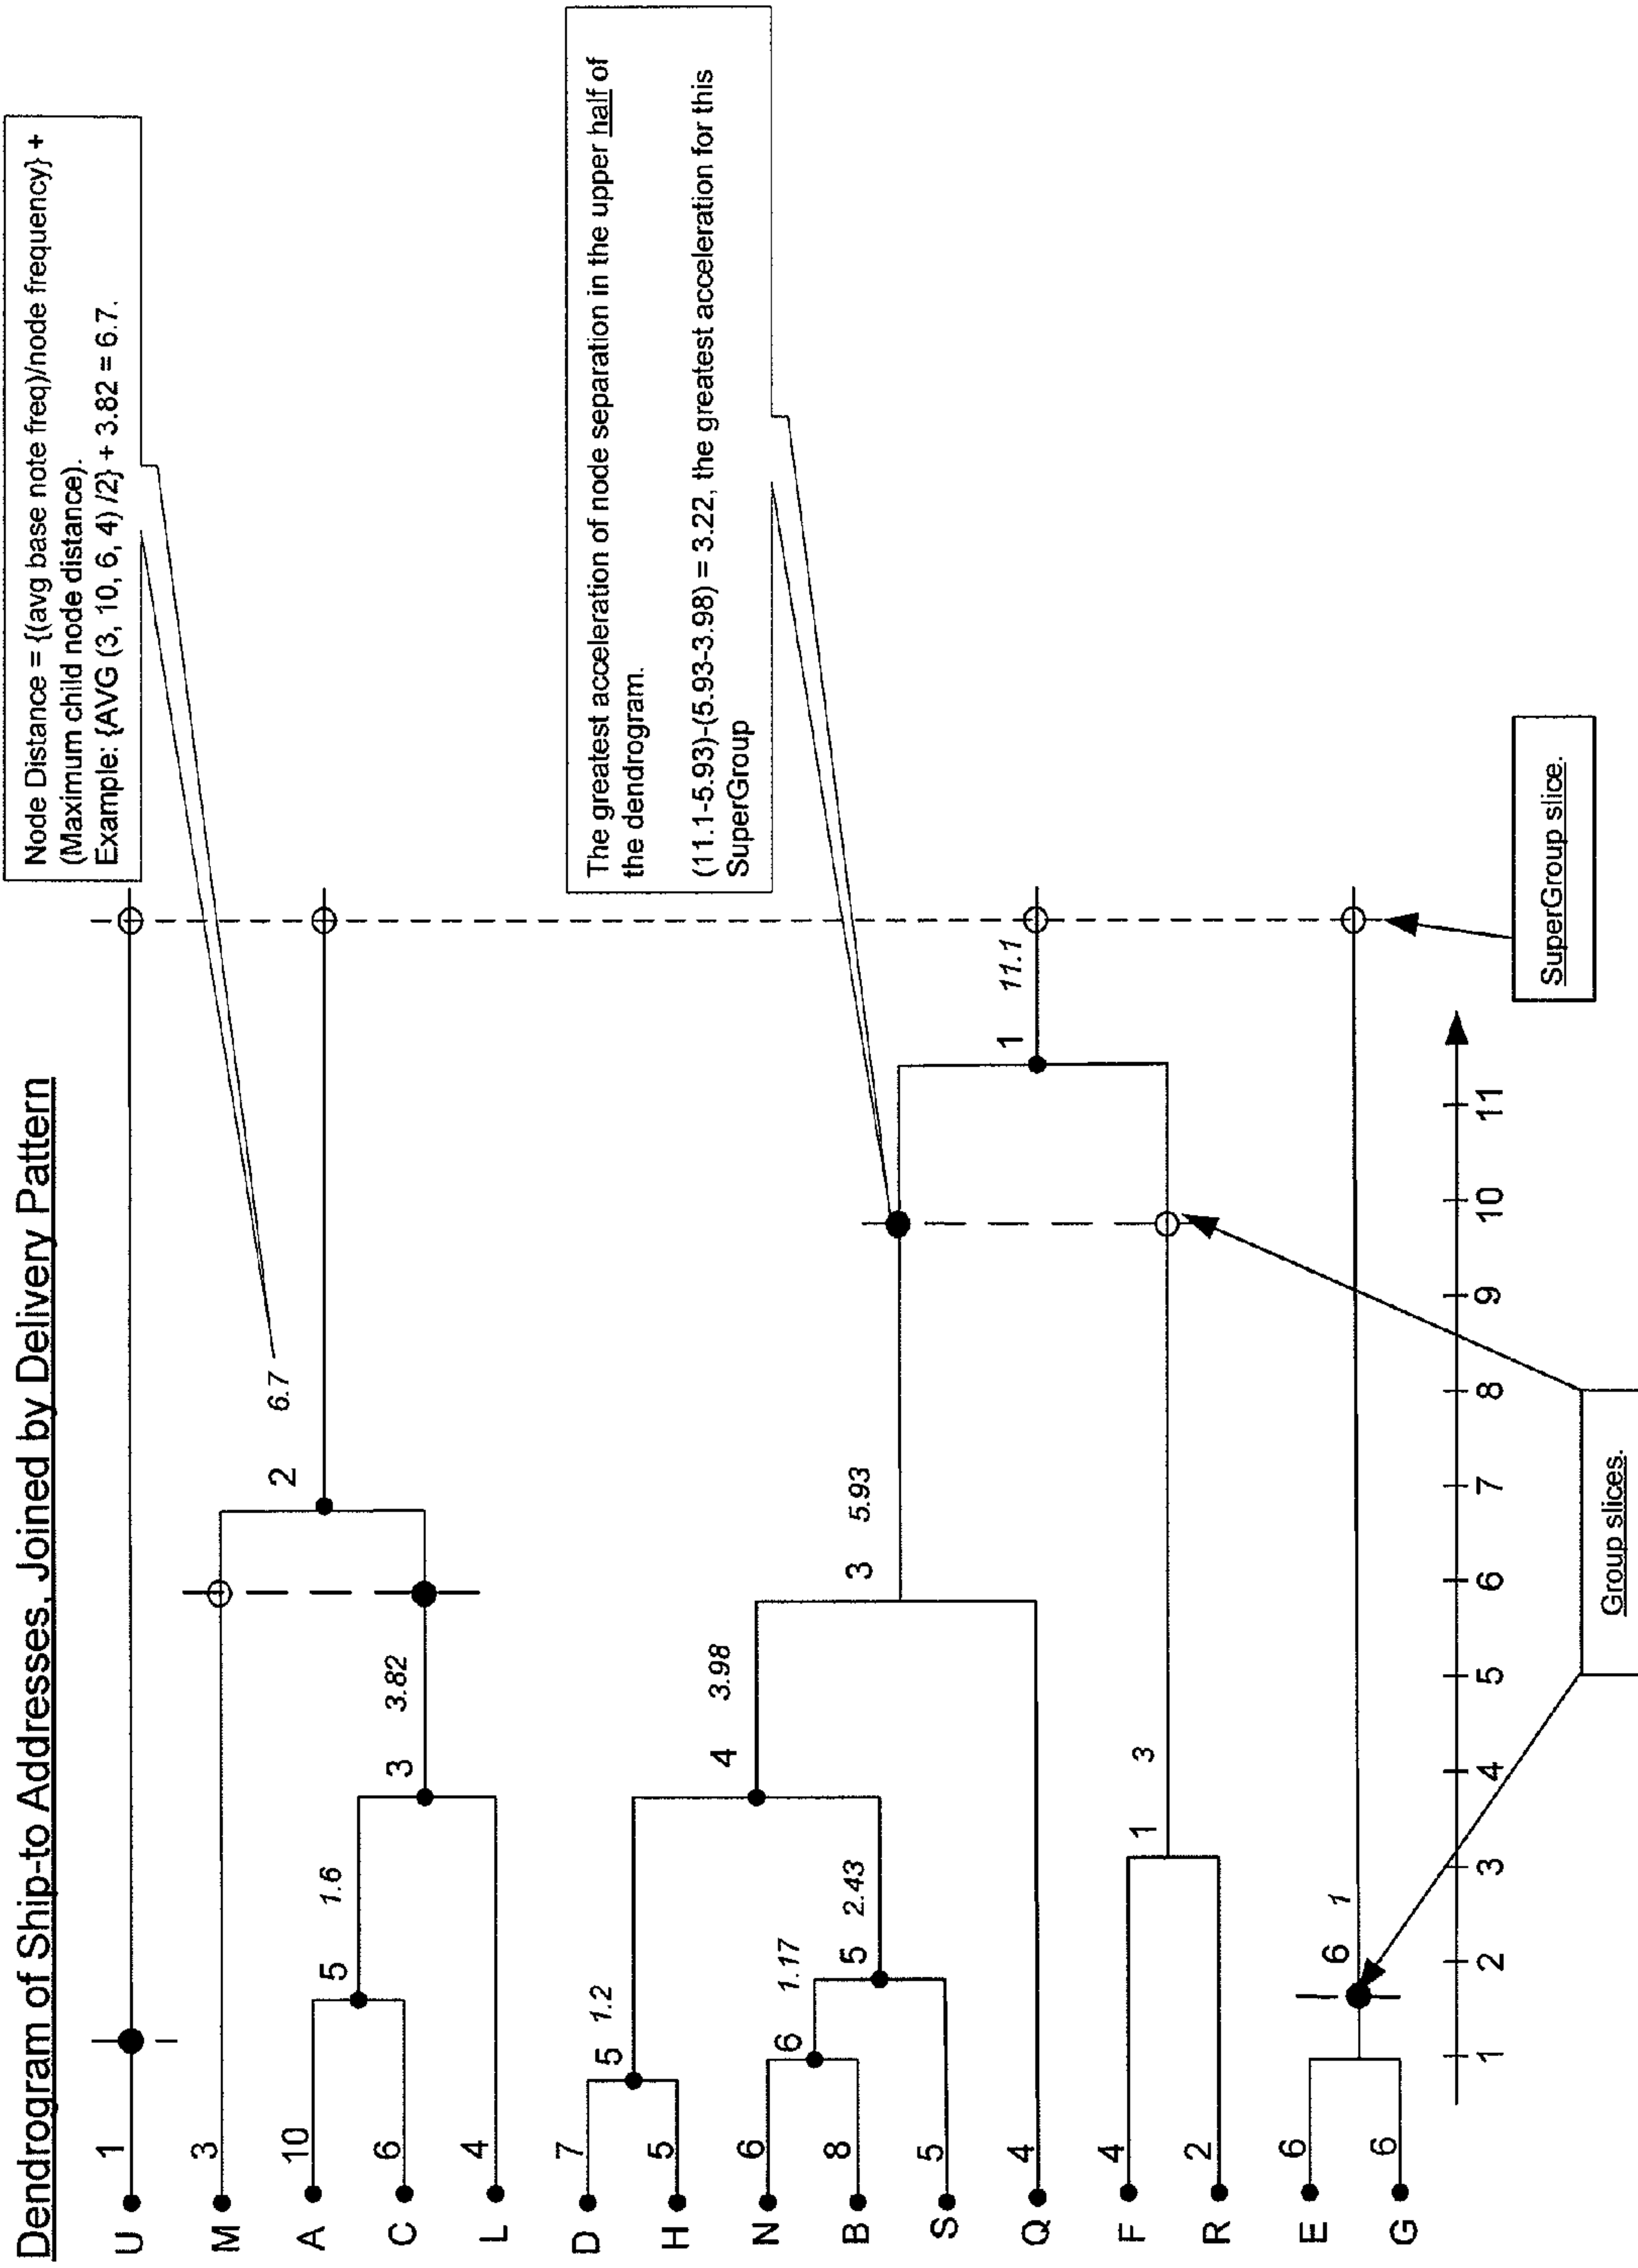 Dendrogram of Ship-to Addresses, Joined by Delivery Pattern
Node Distance = {(avg base note freq)/node frequency} +
(Maximum child node distance).
Example: {AVG (3, 10, 6, 4) /2} + 3.82 = 6.7.
U 1
M 3
2 6.7
A 10
5 1.6
C 6
3 3.82
L 4
The greatest acceleration of node separation in the upper half of
the dendrogram.
(11.1-5.93)-(5.93-3.98) = 3.22, the greatest acceleration for this
SuperGroup
D 7
5 1.2
H 5
4 3.98
N 6
6 1.17
B 8
5 2.43
S 5
3 5.93
Q 4
1 11.1
F 4
1 3
R 2
E 6
6 1
G 6
1 2 3 4 5 6 7 8 9 10 11
SuperGroup slice.
Group slices.